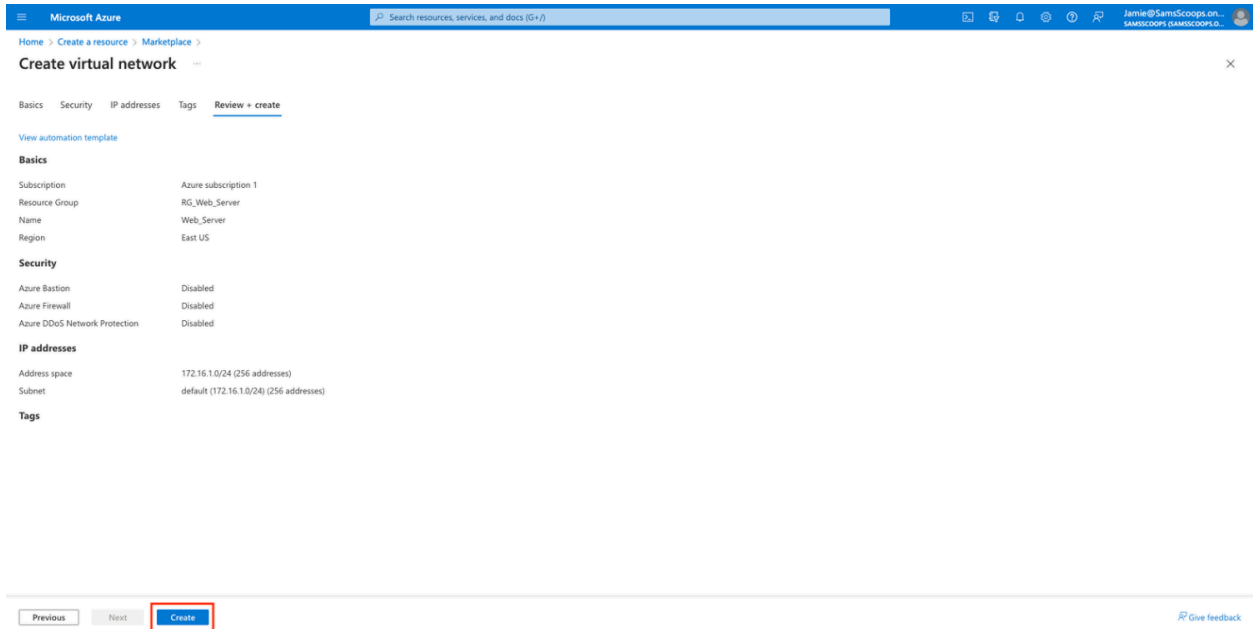 Microsoft Azure
Search resources, services, and docs (G+/)
Jamie@SamsScoops.on...
SAMSSCOOPS (SAMSSCOOPS.O...
Home > Create a resource > Marketplace >
Create virtual network ...
Basics Security IP addresses Tags Review + create
View automation template
Basics
Subscription Azure subscription 1
Resource Group RG_Web_Server
Name Web_Server
Region East US
Security
Azure Bastion Disabled
Azure Firewall Disabled
Azure DDoS Network Protection Disabled
IP addresses
Address space 172.16.1.0/24 (256 addresses)
Subnet default (172.16.1.0/24) (256 addresses)
Tags
Previous Next Create Give feedback